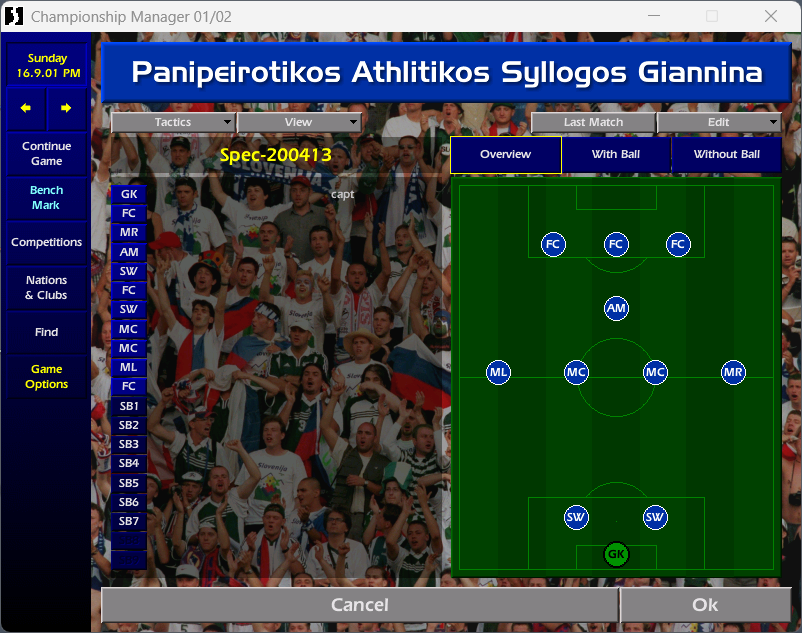 Championship Manager 01/02
Sunday
16.9.01 PM
Continue
Game
Bench
Mark
Competitions
Nations
& Clubs
Find
Game
Options
Panipeirotikos Athlitikos Syllogos Giannina
Tactics
View
Last Match
Edit
Spec-200413
Overview
With Ball
Without Ball
capt
GK
FC
MR
AM
SW
FC
SW
MC
MC
ML
FC
SB1
SB2
SB3
SB4
SB5
SB6
SB7
FC FC FC
AM
ML MC MC MR
SW SW
GK
Slovenija
Cancel
Ok